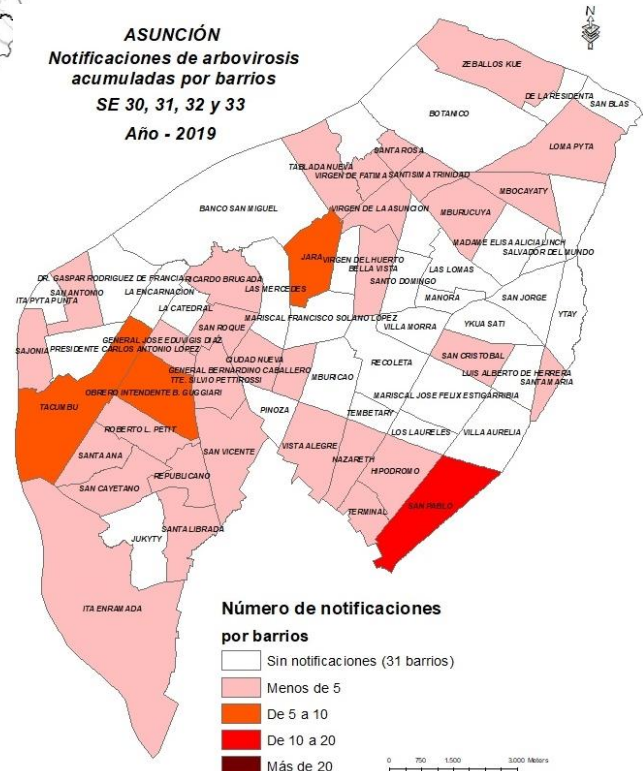 ASUNCIÓN
Notificaciones de arbovirosis
acumuladas por barrios
SE 30, 31, 32 y 33
Año - 2019
N
ZEBALLOS KUE
DE LA RESIDENTA
SAN BLAS
BOTANICO
LOMA PYTA
SANTA ROSA
TABLADA NUEVA
VIRGEN DE FATIMA
SANTISIMA TRINIDAD
MBOCAYATY
BANCO SAN MIGUEL
VIRGEN DE LA ASUNCION
MBURUCUYA
MADAME ELISA ALICIA LINCH
SALVADOR DEL MUNDO
JARA
VIRGEN DEL HUERTO
BELLA VISTA
LAS LOMAS
SANTO DOMINGO
DR. GASPAR RODRIGUEZ DE FRANCIA
RICARDO BRUGADA
LAS MERCEDES
SAN ANTONIO
LA ENCARNACION
ITA PYTA PUNTA
MANORA
SAN JORGE
LA CATEDRAL
YTAY
MARISCAL FRANCISCO SOLANO LOPEZ
SAN ROQUE
VILLA MORRA
YKUA SATI
GENERAL JOSE EDUVIGIS DIAZ
SAJONIA
PRESIDENTE CARLOS ANTONIO LOPEZ
CIUDAD NUEVA
SAN CRISTOBAL
RECOLETA
GENERAL BERNARDINO CABALLERO
LUIS ALBERTO DE HERRERA
TTE. SILVIO PETTIROSSI
MBURICAO
SANTA MARIA
OBRERO INTENDENTE B. GUGGIARI
MARISCAL JOSE FELIX ESTIGARRIBIA
TACUMBU
PINOZA
TEMBETARY
ROBERTO L. PETIT
LOS LAURELES
VILLA AURELIA
SAN VICENTE
VISTA ALEGRE
SANTA ANA
NAZARETH
HIPODROMO
REPUBLICANO
SAN CAYETANO
SAN PABLO
TERMINAL
SANTA LIBRADA
JUKYTY
ITA ENRAMADA
Número de notificaciones
por barrios
Sin notificaciones (31 barrios)
Menos de 5
De 5 a 10
De 10 a 20
Más de 20
0 750 1.500 3.000 Meters